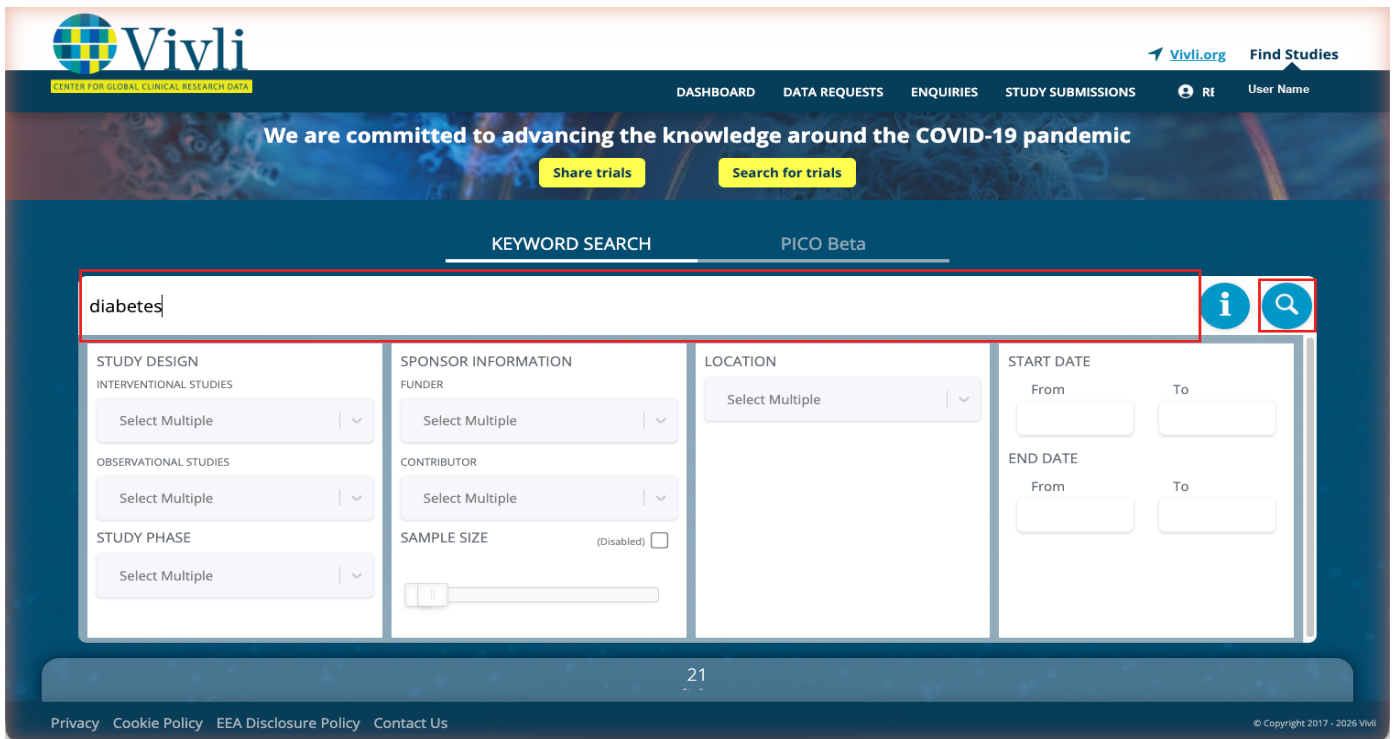 Vivli
CENTER FOR GLOBAL CLINICAL RESEARCH DATA
Vivli.org Find Studies
DASHBOARD DATA REQUESTS ENQUIRIES STUDY SUBMISSIONS RE User Name
We are committed to advancing the knowledge around the COVID-19 pandemic
Share trials Search for trials
KEYWORD SEARCH PICO Beta
diabetes
STUDY DESIGN
INTERVENTIONAL STUDIES
Select Multiple
OBSERVATIONAL STUDIES
Select Multiple
STUDY PHASE
Select Multiple
SPONSOR INFORMATION
FUNDER
Select Multiple
CONTRIBUTOR
Select Multiple
SAMPLE SIZE (Disabled)
LOCATION
Select Multiple
START DATE
From To
END DATE
From To
21
Privacy Cookie Policy EEA Disclosure Policy Contact Us
© Copyright 2017 - 2026 Vivli